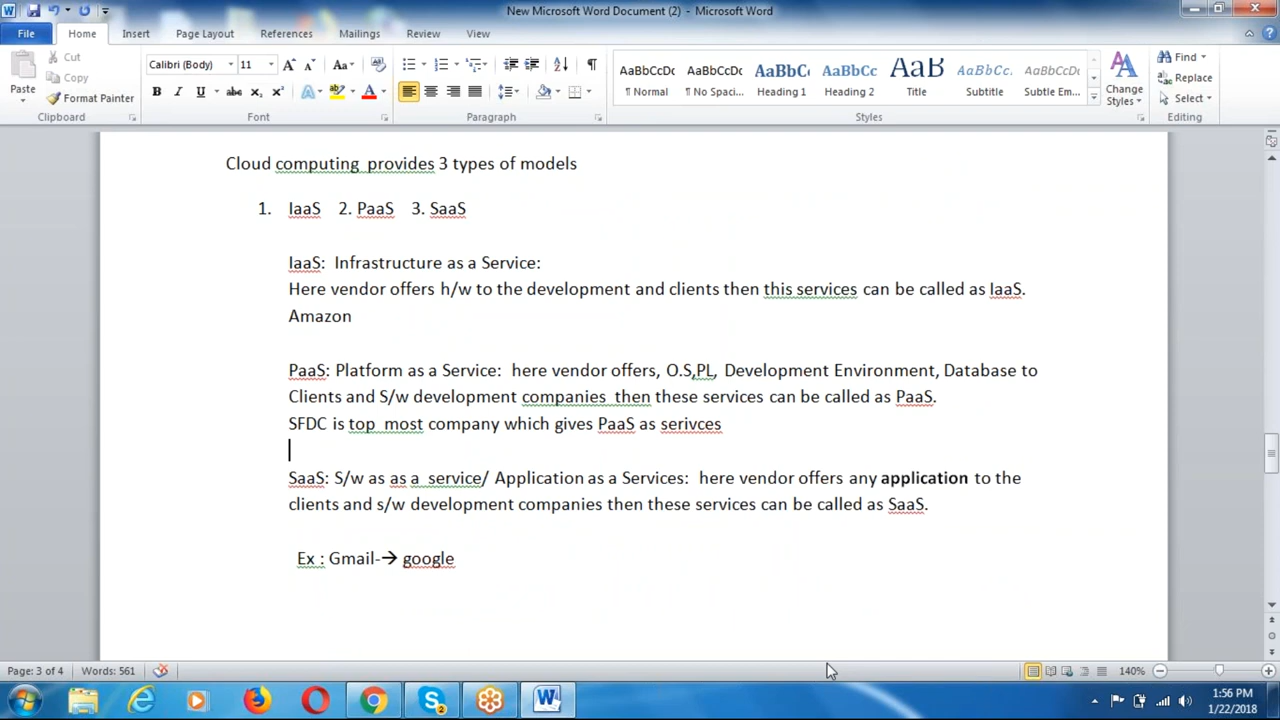 New Microsoft Word Document (2) - Microsoft Word
File Home Insert Page Layout References Mailings Review View
Cut
Copy
Format Painter
Paste
Calibri (Body) 11
AaBbCcDc AaBbCcDc AaBbC AaBbCc AaB AaBbCc. AaBbCcDc
¶ Normal ¶ No Spaci... Heading 1 Heading 2 Title Subtitle Subtle Em...
Change Styles
Find
Replace
Select
Clipboard Font Paragraph Styles Editing
Cloud computing provides 3 types of models
1. IaaS 2. PaaS 3. SaaS
IaaS: Infrastructure as a Service:
Here vendor offers h/w to the development and clients then this services can be called as IaaS.
Amazon
PaaS: Platform as a Service: here vendor offers, O.S,PL, Development Environment, Database to
Clients and S/w development companies then these services can be called as PaaS.
SFDC is top most company which gives PaaS as serivces
SaaS: S/w as as a service/ Application as a Services: here vendor offers any application to the
clients and s/w development companies then these services can be called as SaaS.
Ex : Gmail-→ google
Page: 3 of 4 Words: 561 140%
1:56 PM
1/22/2018